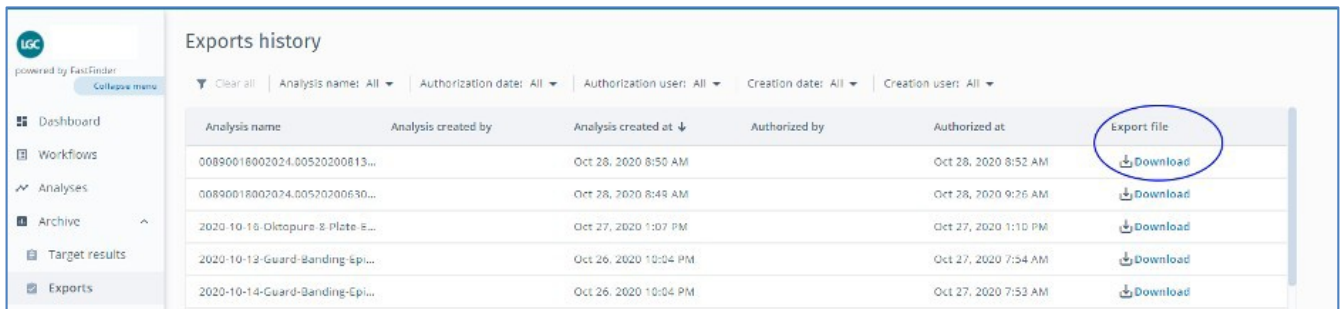 LGC
powered by FastFinder
Collapse menu
Dashboard
Workflows
Analyses
Archive
Target results
Exports
Exports history
Clear all Analysis name: All Authorization date: All Authorization user: All Creation date: All Creation user: All
Analysis name Analysis created by Analysis created at Authorized by Authorized at Export file
00890018002024.00520200813... Oct 28, 2020 8:50 AM Oct 28, 2020 8:52 AM Download
00890018002024.00520200630... Oct 28, 2020 8:49 AM Oct 28, 2020 9:26 AM Download
2020-10-16-Oktopure-8-Plate-E... Oct 27, 2020 1:07 PM Oct 27, 2020 1:10 PM Download
2020-10-13-Guard-Banding-Epi... Oct 26, 2020 10:04 PM Oct 27, 2020 7:54 AM Download
2020-10-14-Guard-Banding-Epi... Oct 26, 2020 10:04 PM Oct 27, 2020 7:53 AM Download